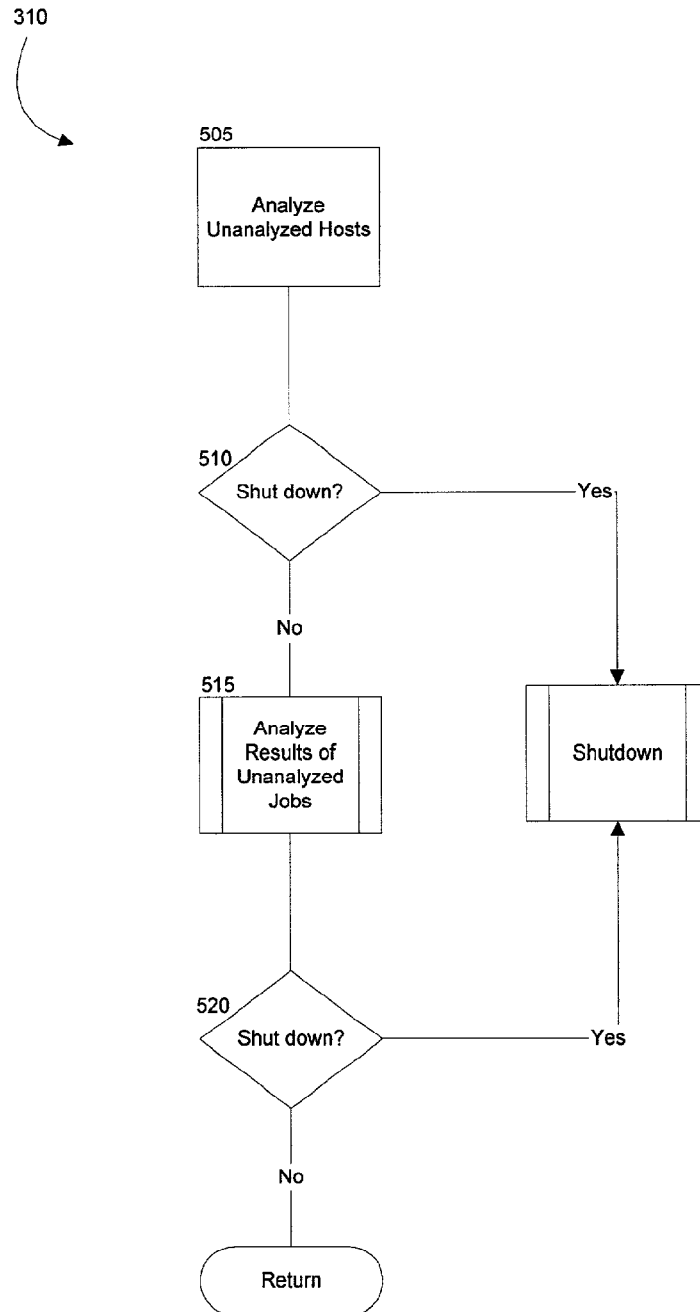 310
505
Analyze
Unanalyzed Hosts
510
Shut down?
Yes
No
515
Analyze
Results of
Unanalyzed
Jobs
Shutdown
520
Shut down?
Yes
No
Return